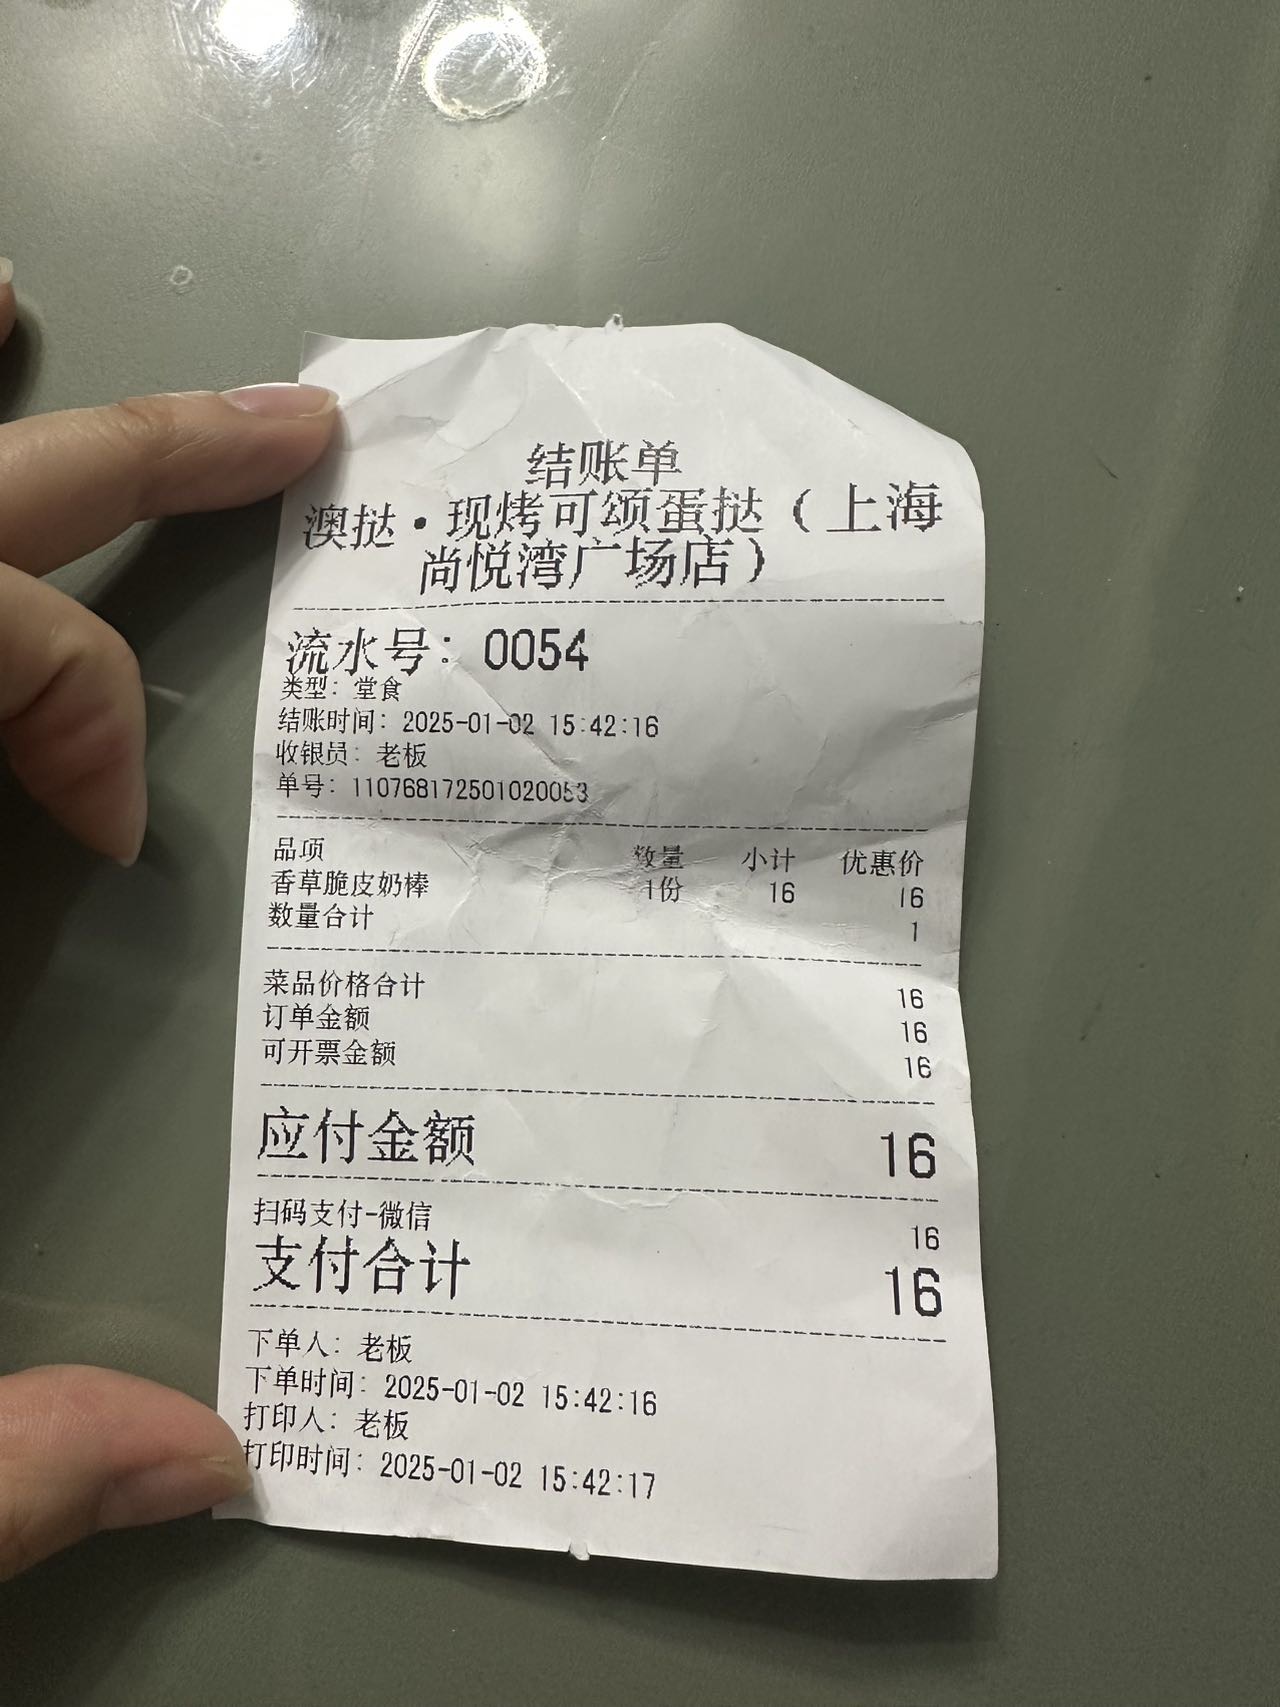 结账单
澳挞·现烤可颂蛋挞（上海
尚悦湾广场店）
流水号：0054
类型：堂食
结账时间：2025-01-02 15:42:16
收银员：老板
单号：110768172501020053
品项 数量 小计 优惠价
香草脆皮奶棒 1份 16 16
数量合计 1
菜品价格合计 16
订单金额 16
可开票金额 16
应付金额 16
扫码支付-微信 16
支付合计 16
下单人：老板
下单时间：2025-01-02 15:42:16
打印人：老板
打印时间：2025-01-02 15:42:17